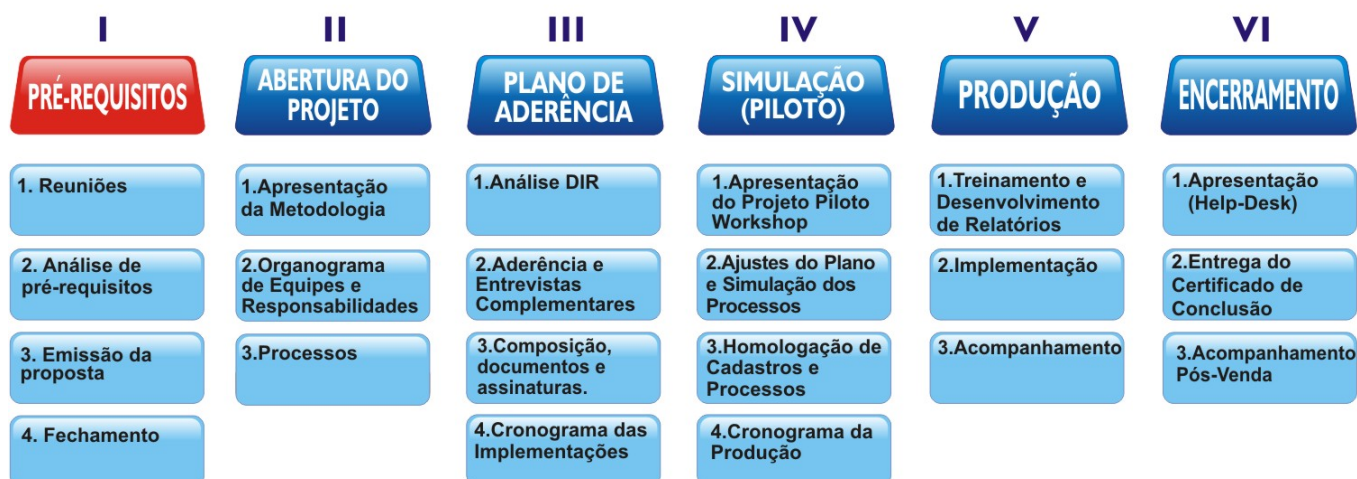 I
PRÉ-REQUISITOS
1. Reuniões
2. Análise de
pré-requisitos
3. Emissão da
proposta
4. Fechamento
II
ABERTURA DO
PROJETO
1.Apresentação
da Metodologia
2.Organograma
de Equipes e
Responsabilidades
3.Processos
III
PLANO DE
ADERÊNCIA
1.Análise DIR
2.Aderência e
Entrevistas
Complementares
3.Composição,
documentos e
assinaturas.
4.Cronograma das
Implementações
IV
SIMULAÇÃO
(PILOTO)
1.Apresentação
do Projeto Piloto
Workshop
2.Ajustes do Plano
e Simulação dos
Processos
3.Homologação de
Cadastros e
Processos
4.Cronograma da
Produção
V
PRODUÇÃO
1.Treinamento e
Desenvolvimento
de Relatórios
2.Implementação
3.Acompanhamento
VI
ENCERRAMENTO
1.Apresentação
(Help-Desk)
2.Entrega do
Certificado de
Conclusão
3.Acompanhamento
Pós-Venda